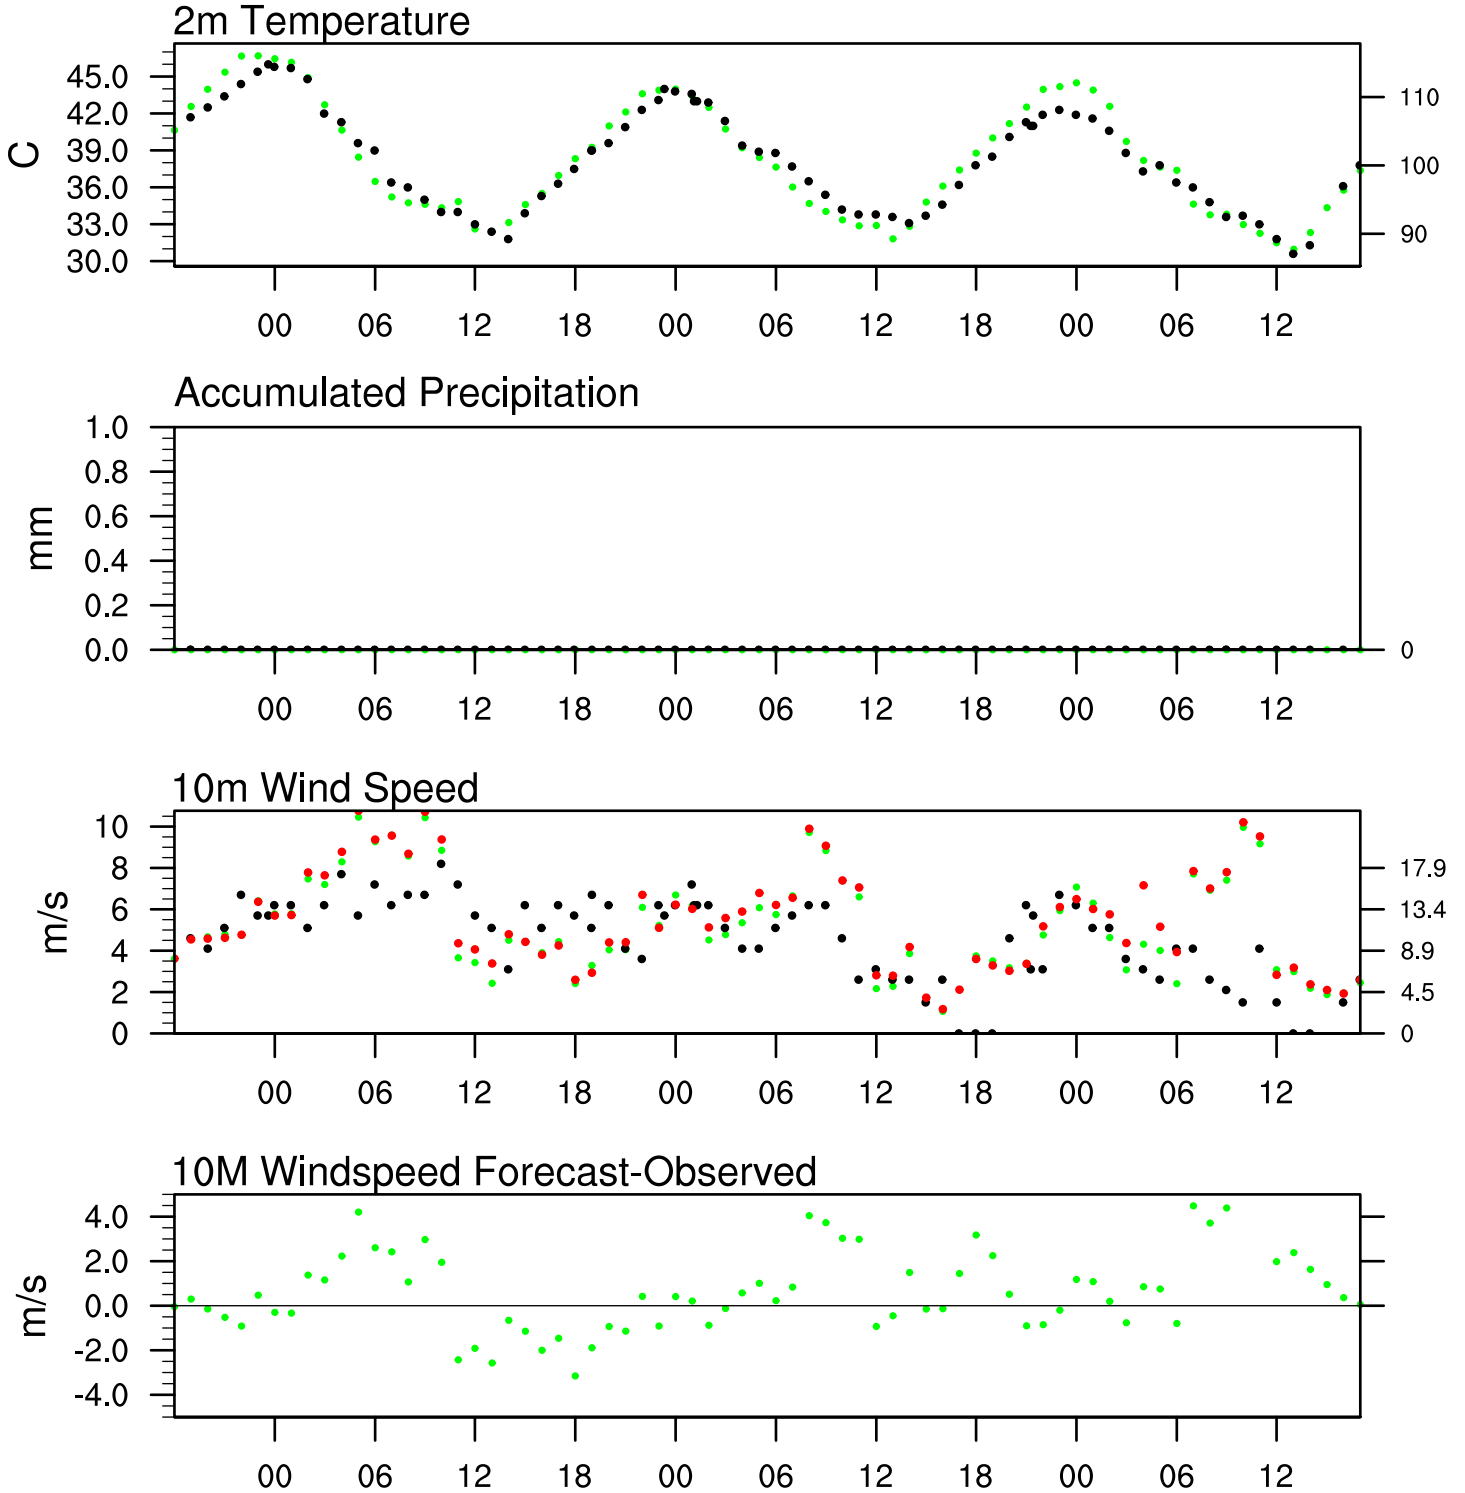 2m Temperature
45.0
42.0
39.0
36.0
33.0
30.0
C
110
100
90
00 06 12 18 00 06 12 18 00 06 12
Accumulated Precipitation
1.0
0.8
0.6
0.4
0.2
0.0
mm
0
00 06 12 18 00 06 12 18 00 06 12
10m Wind Speed
10
8
6
4
2
0
m/s
17.9
13.4
8.9
4.5
0
00 06 12 18 00 06 12 18 00 06 12
10M Windspeed Forecast-Observed
4.0
2.0
0.0
-2.0
-4.0
m/s
00 06 12 18 00 06 12 18 00 06 12